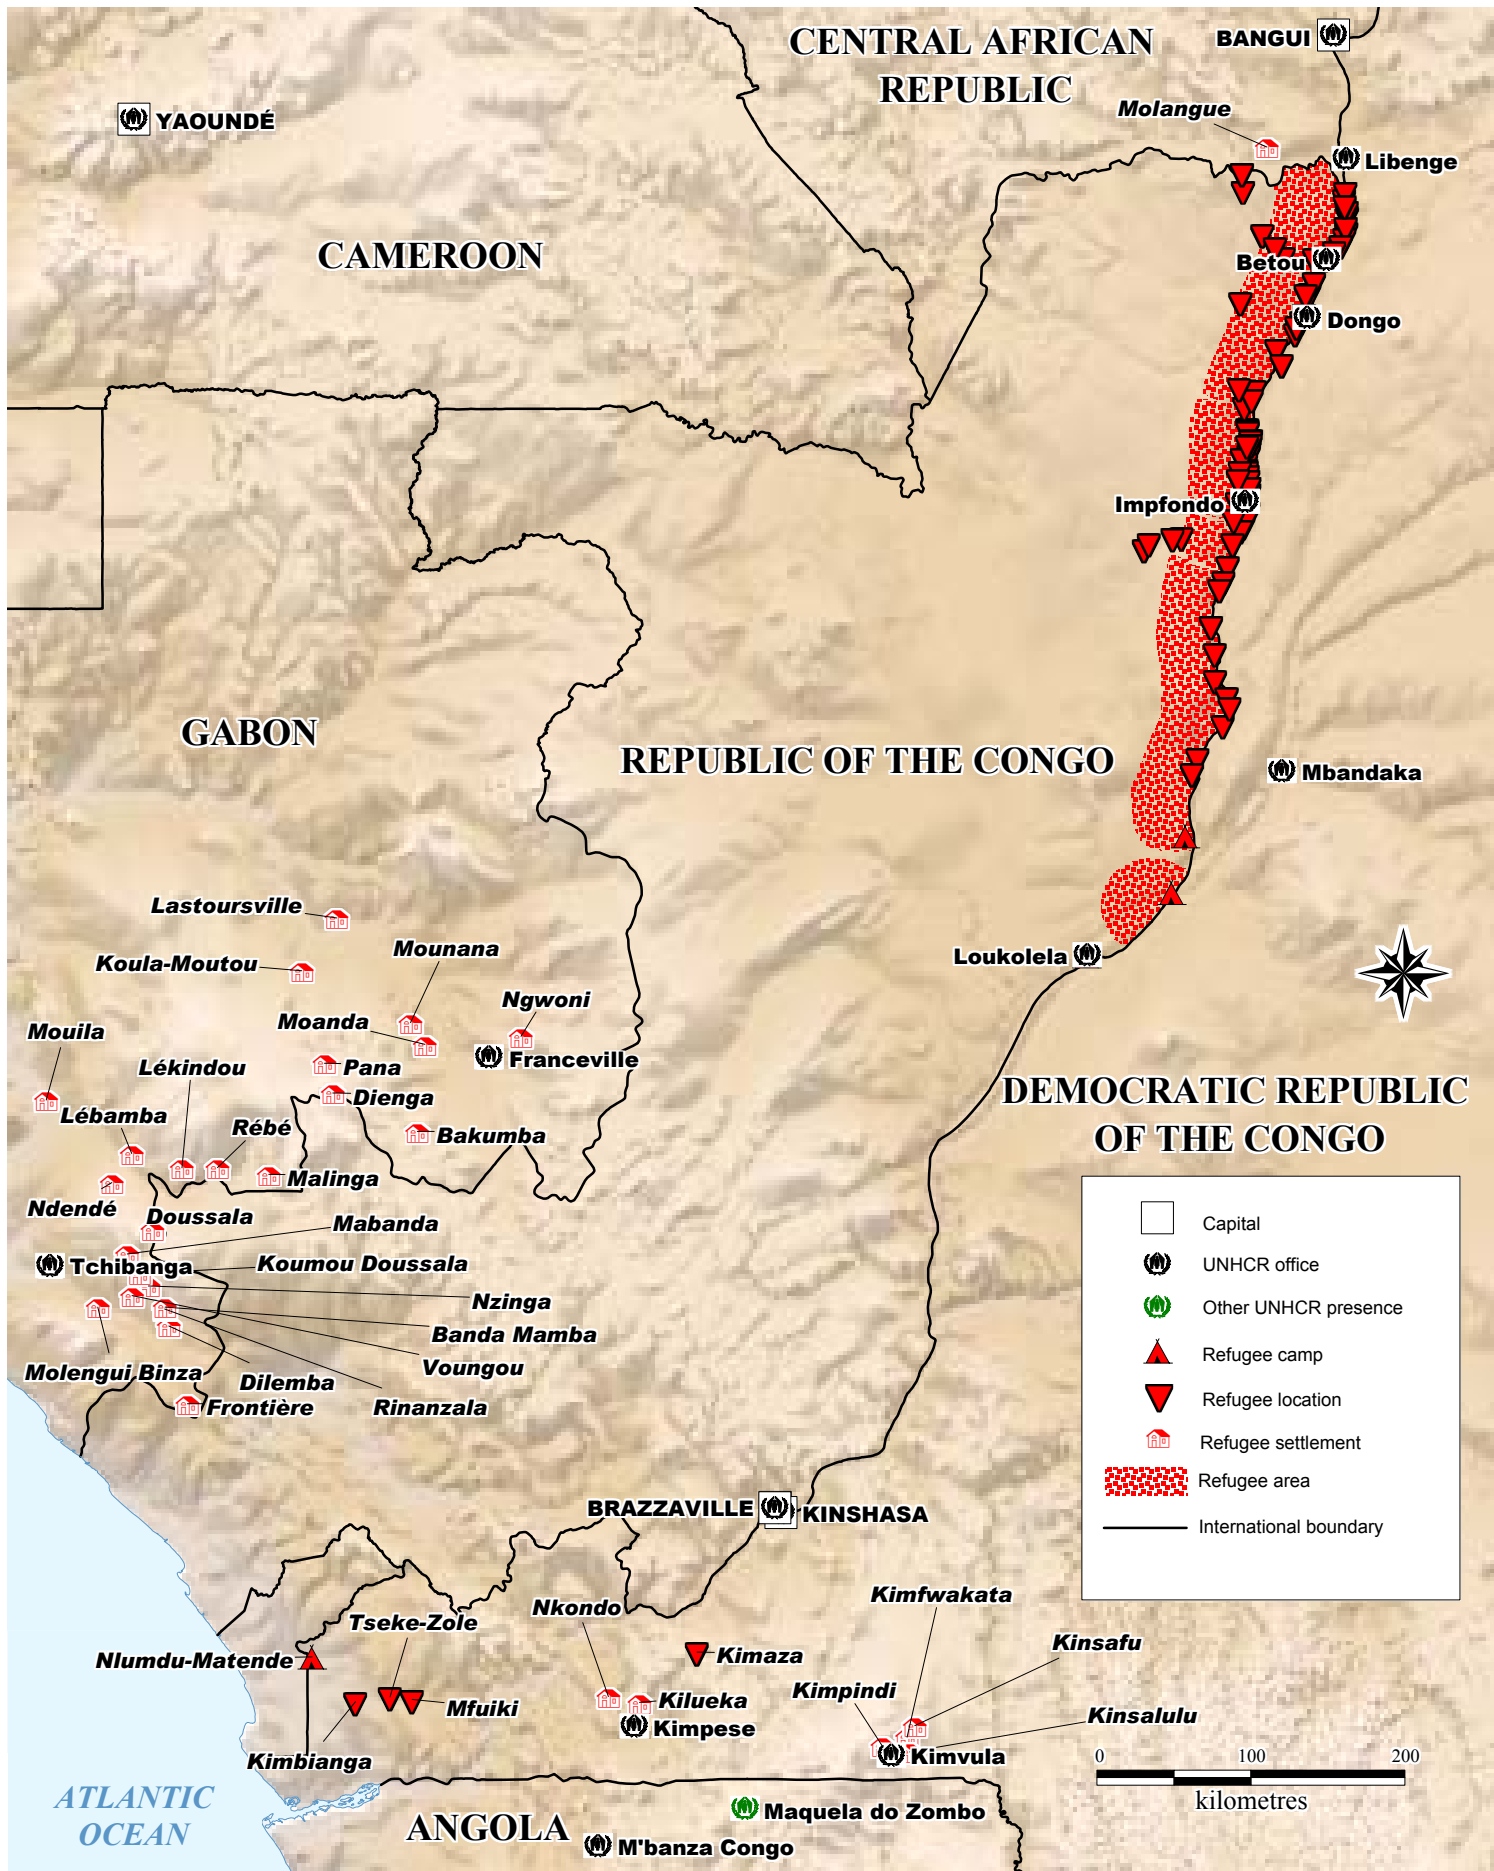 CENTRAL AFRICAN
REPUBLIC
BANGUI
YAOUNDÉ
Molangue
Libenge
CAMEROON
Betou
Dongo
Impfondo
GABON
REPUBLIC OF THE CONGO
Mbandaka
Lastoursville
Koula-Moutou
Mounana
Loukolela
Ngwoni
Moanda
Mouila
Franceville
Lékindou
Pana
Dienga
DEMOCRATIC REPUBLIC
OF THE CONGO
Lébamba
Rébé
Bakumba
Malinga
Ndendé
Doussala
Mabanda
Tchibanga
Koumou Doussala
Nzinga
Banda Mamba
Voungou
Molengui Binza
Dilemba
Frontière
Rinanzala
Capital
UNHCR office
Other UNHCR presence
Refugee camp
Refugee location
Refugee settlement
Refugee area
International boundary
BRAZZAVILLE
KINSHASA
Kimfwakata
Nkondo
Tseke-Zole
Kinsafu
Nlumdu-Matende
Kimaza
Kimpindi
Kilueka
Mfuiki
Kinsalulu
Kimpese
Kimbianga
Kimvula
0 100 200
kilometres
ATLANTIC
OCEAN
ANGOLA
Maquela do Zombo
M'banza Congo